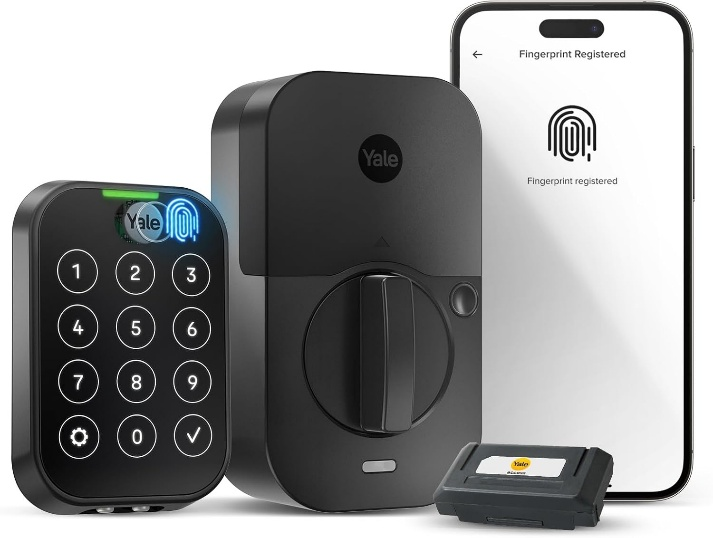 Fingerprint Registered
Fingerprint registered
Yale
Yale
1 2 3
4 5 6
7 8 9
0
Yale